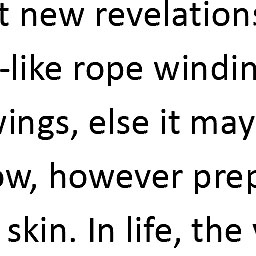 t new revelations
-like rope windin
wings, else it may
ow, however prep
skin. In life, the